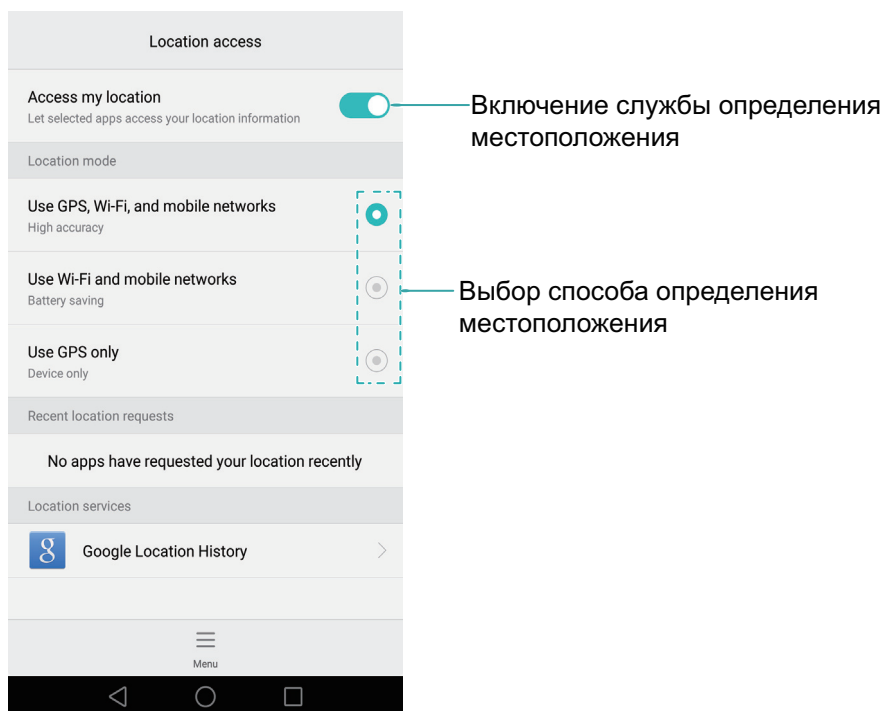 Location access
Access my location
Let selected apps access your location information
Включение службы определения
местоположения
Location mode
Use GPS, Wi-Fi, and mobile networks
High accuracy
Use Wi-Fi and mobile networks
Battery saving
Выбор способа определения
местоположения
Use GPS only
Device only
Recent location requests
No apps have requested your location recently
Location services
8
Google Location History
Menu